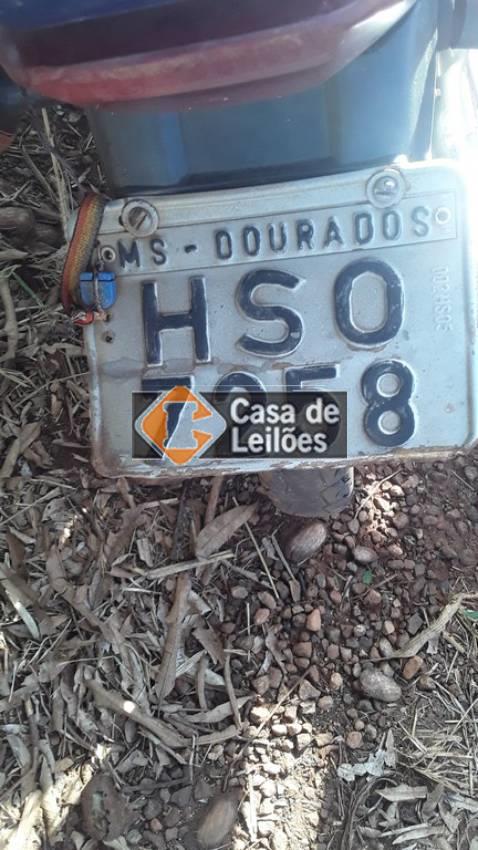 MS - DOURADOS
HSO
8
Casa de
Leilões